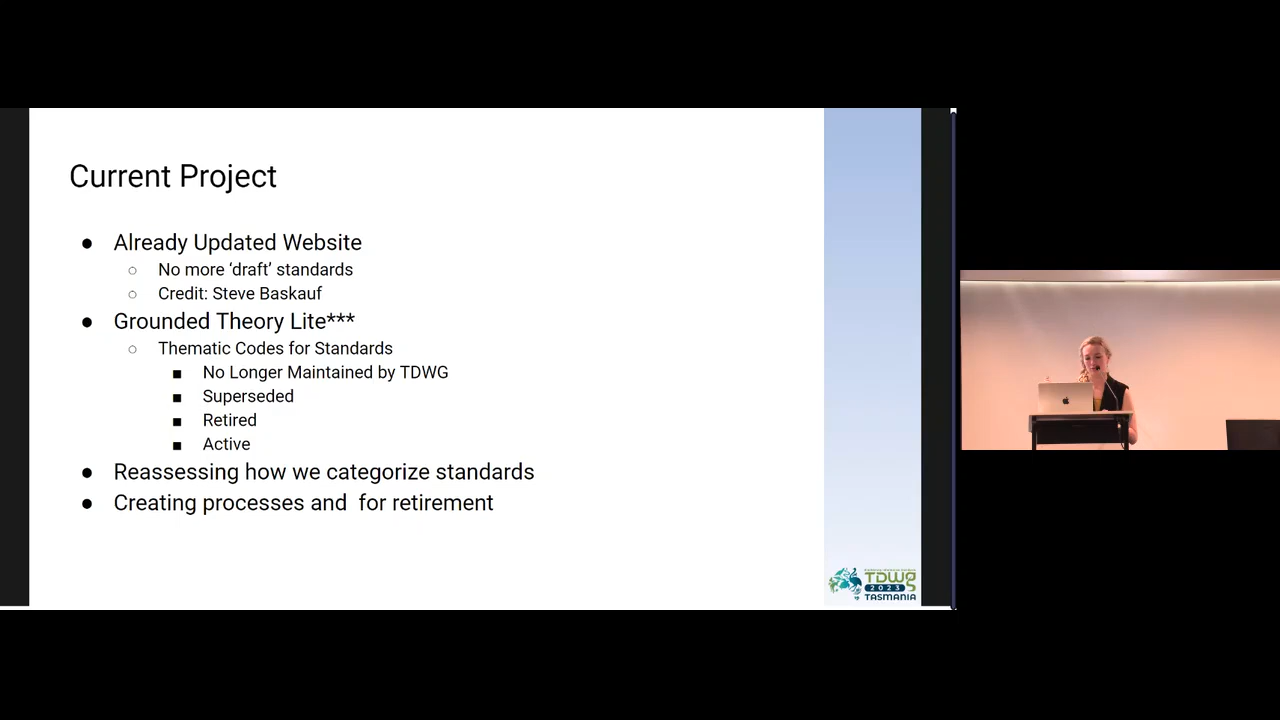 Current Project
● Already Updated Website
○ No more ‘draft’ standards
○ Credit: Steve Baskauf
● Grounded Theory Lite***
○ Thematic Codes for Standards
■ No Longer Maintained by TDWG
■ Superseded
■ Retired
■ Active
● Reassessing how we categorize standards
● Creating processes and  for retirement
TDWG
2023
TASMANIA